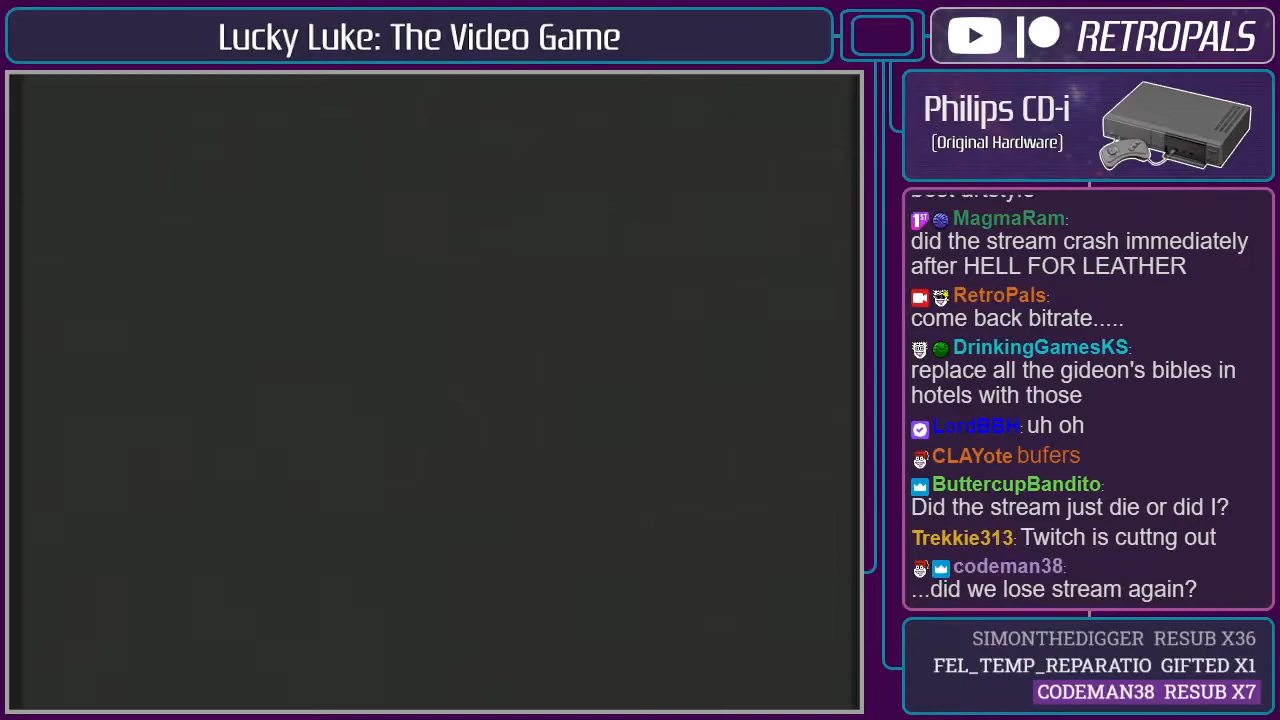 Lucky Luke: The Video Game
RETROPALS
Philips CD-i
(Original Hardware)
best artstyle
MagmaRam:
did the stream crash immediately
after HELL FOR LEATHER
RetroPals:
come back bitrate.....
DrinkingGamesKS:
replace all the gideon's bibles in
hotels with those
LordBBH: uh oh
CLAYote bufers
ButtercupBandito:
Did the stream just die or did I?
Trekkie313: Twitch is cuttng out
codeman38:
...did we lose stream again?
SIMONTHEDIGGER RESUB X36
FEL_TEMP_REPARATIO GIFTED X1
CODEMAN38 RESUB X7